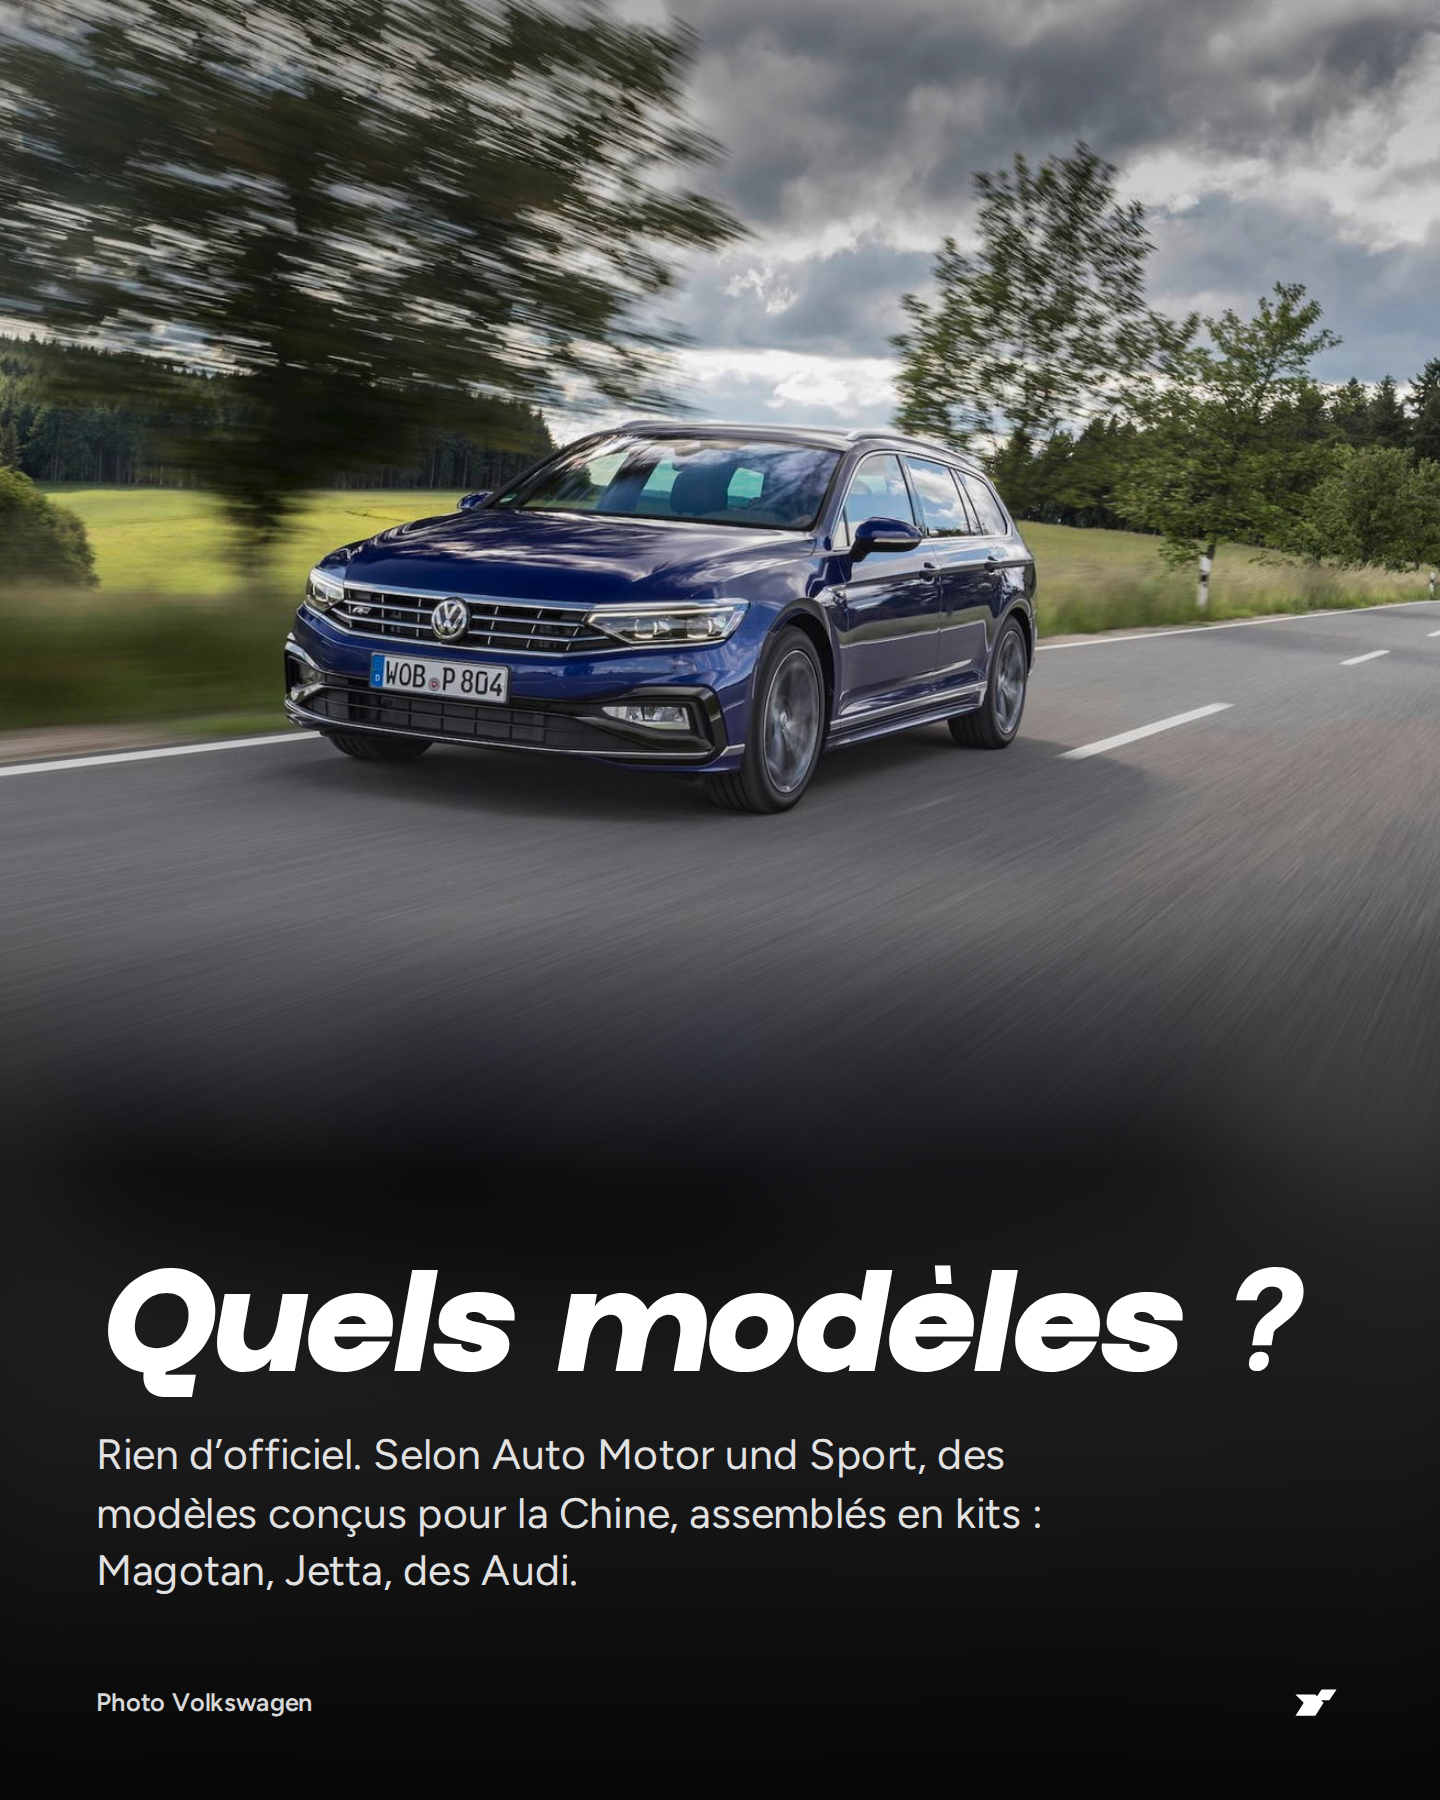 WOB P 804
Quels modèles ?
Rien d’officiel. Selon Auto Motor und Sport, des
modèles conçus pour la Chine, assemblés en kits :
Magotan, Jetta, des Audi.
Photo Volkswagen